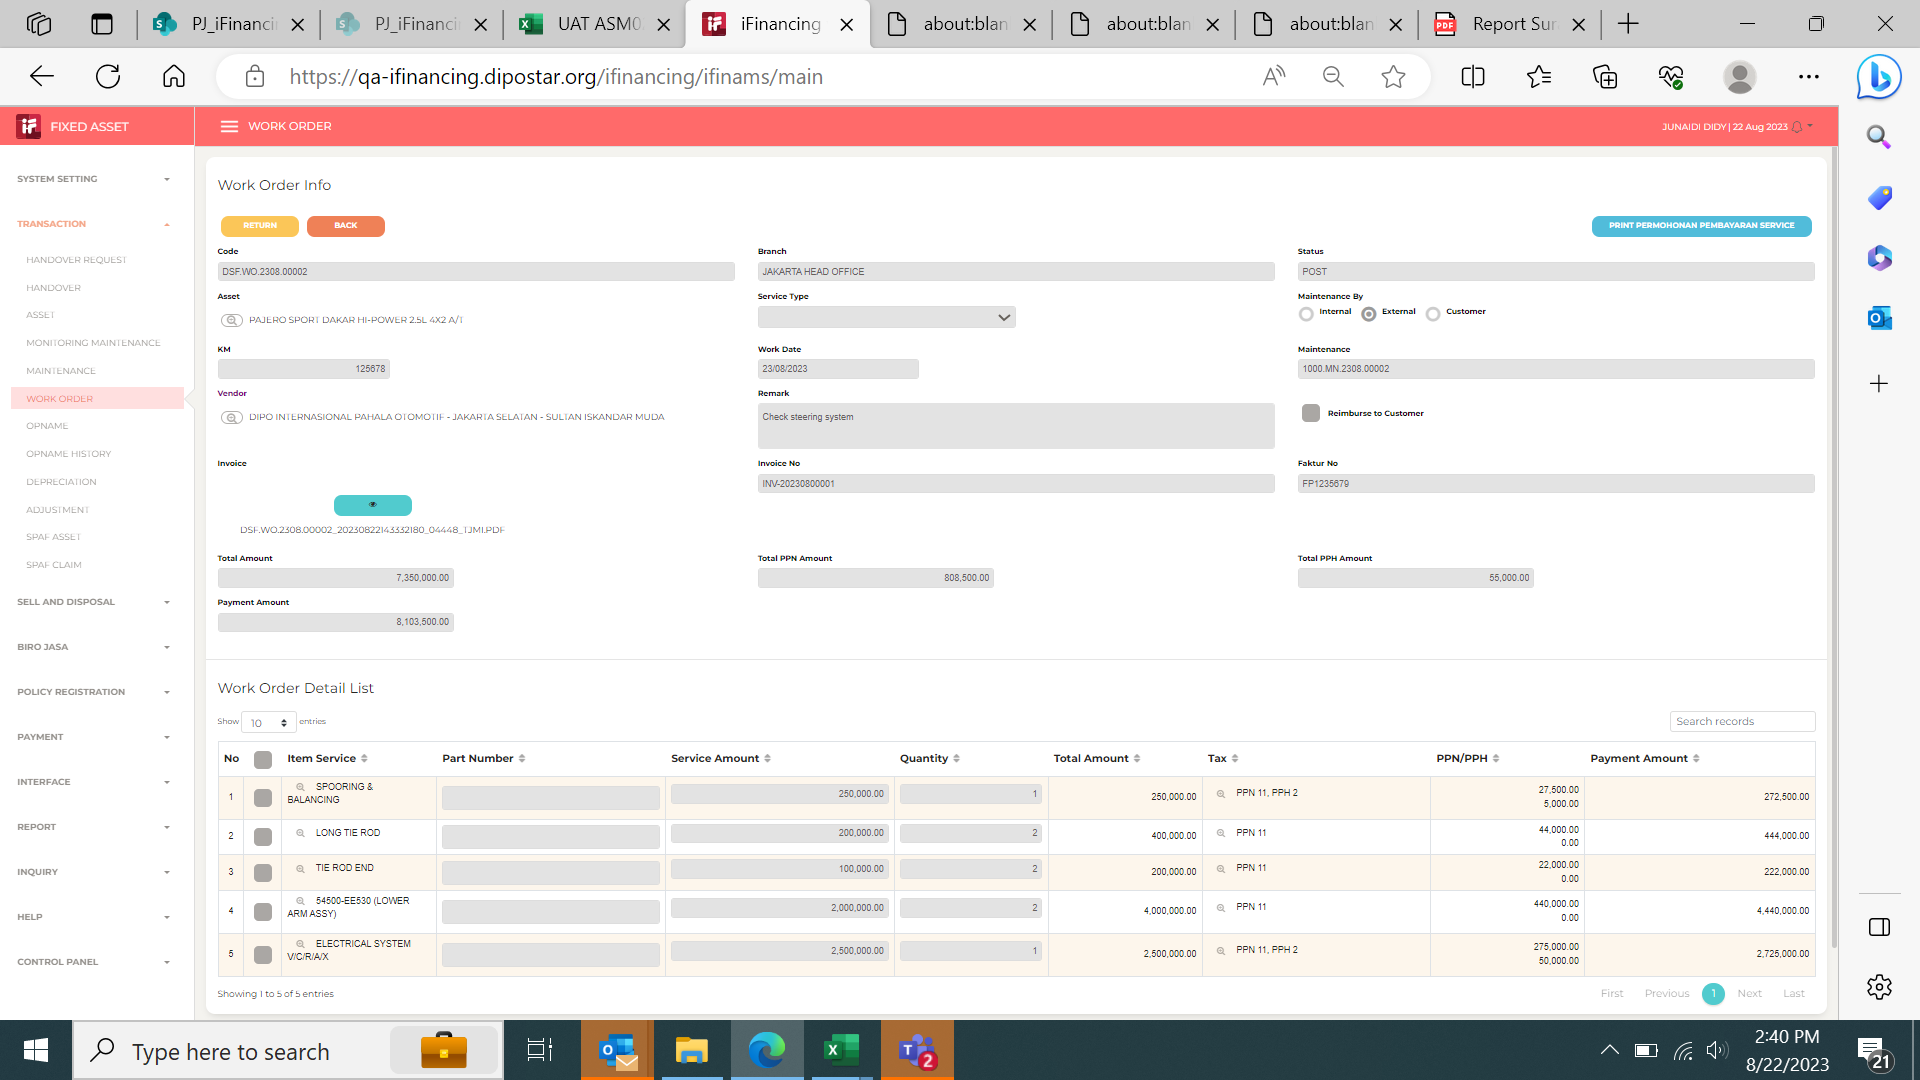 PJ_iFinancin
PJ_iFinancin
UAT ASM0
iFinancing
about:blan
about:blan
about:blan
Report Sur
https://qa-ifinancing.dipostar.org/ifinancing/ifinams/main
FIXED ASSET
WORK ORDER
JUNAIDI DIDY | 22 Aug 2023
SYSTEM SETTING
TRANSACTION
HANDOVER REQUEST
HANDOVER
ASSET
MONITORING MAINTENANCE
MAINTENANCE
WORK ORDER
OPNAME
OPNAME HISTORY
DEPRECIATION
ADJUSTMENT
SPAF ASSET
SPAF CLAIM
SELL AND DISPOSAL
BIRO JASA
POLICY REGISTRATION
PAYMENT
INTERFACE
REPORT
INQUIRY
HELP
CONTROL PANEL
Work Order Info
RETURN BACK PRINT PERMOHONAN PEMBAYARAN SERVICE
Code Branch Status
DSF.WO.2308.00002 JAKARTA HEAD OFFICE POST
Asset Service Type Maintenance By
PAJERO SPORT DAKAR HI-POWER 2.5L 4X2 A/T Internal External Customer
KM Work Date Maintenance
125678 23/08/2023 1000.MN.2308.00002
Vendor Remark
DIPO INTERNASIONAL PAHALA OTOMOTIF - JAKARTA SELATAN - SULTAN ISKANDAR MUDA Check steering system Reimburse to Customer
Invoice Invoice No Faktur No
INV-20230800001 FP1235679
DSF.WO.2308.00002_20230822143332180_04448_TJMI.PDF
Total Amount Total PPN Amount Total PPH Amount
7,350,000.00 808,500.00 55,000.00
Payment Amount
8,103,500.00
Work Order Detail List
Show 10 entries Search records
No Item Service Part Number Service Amount Quantity Total Amount Tax PPN/PPH Payment Amount
1 SPOORING & BALANCING 250,000.00 1 250,000.00 PPN 11, PPH 2 27,500.00 5,000.00 272,500.00
2 LONG TIE ROD 200,000.00 2 400,000.00 PPN 11 44,000.00 0.00 444,000.00
3 TIE ROD END 100,000.00 2 200,000.00 PPN 11 22,000.00 0.00 222,000.00
4 54500-EE530 (LOWER ARM ASSY) 2,000,000.00 2 4,000,000.00 PPN 11 440,000.00 0.00 4,440,000.00
5 ELECTRICAL SYSTEM V/C/R/A/X 2,500,000.00 1 2,500,000.00 PPN 11, PPH 2 275,000.00 50,000.00 2,725,000.00
Showing 1 to 5 of 5 entries First Previous 1 Next Last
Type here to search
2
2:40 PM
8/22/2023
21